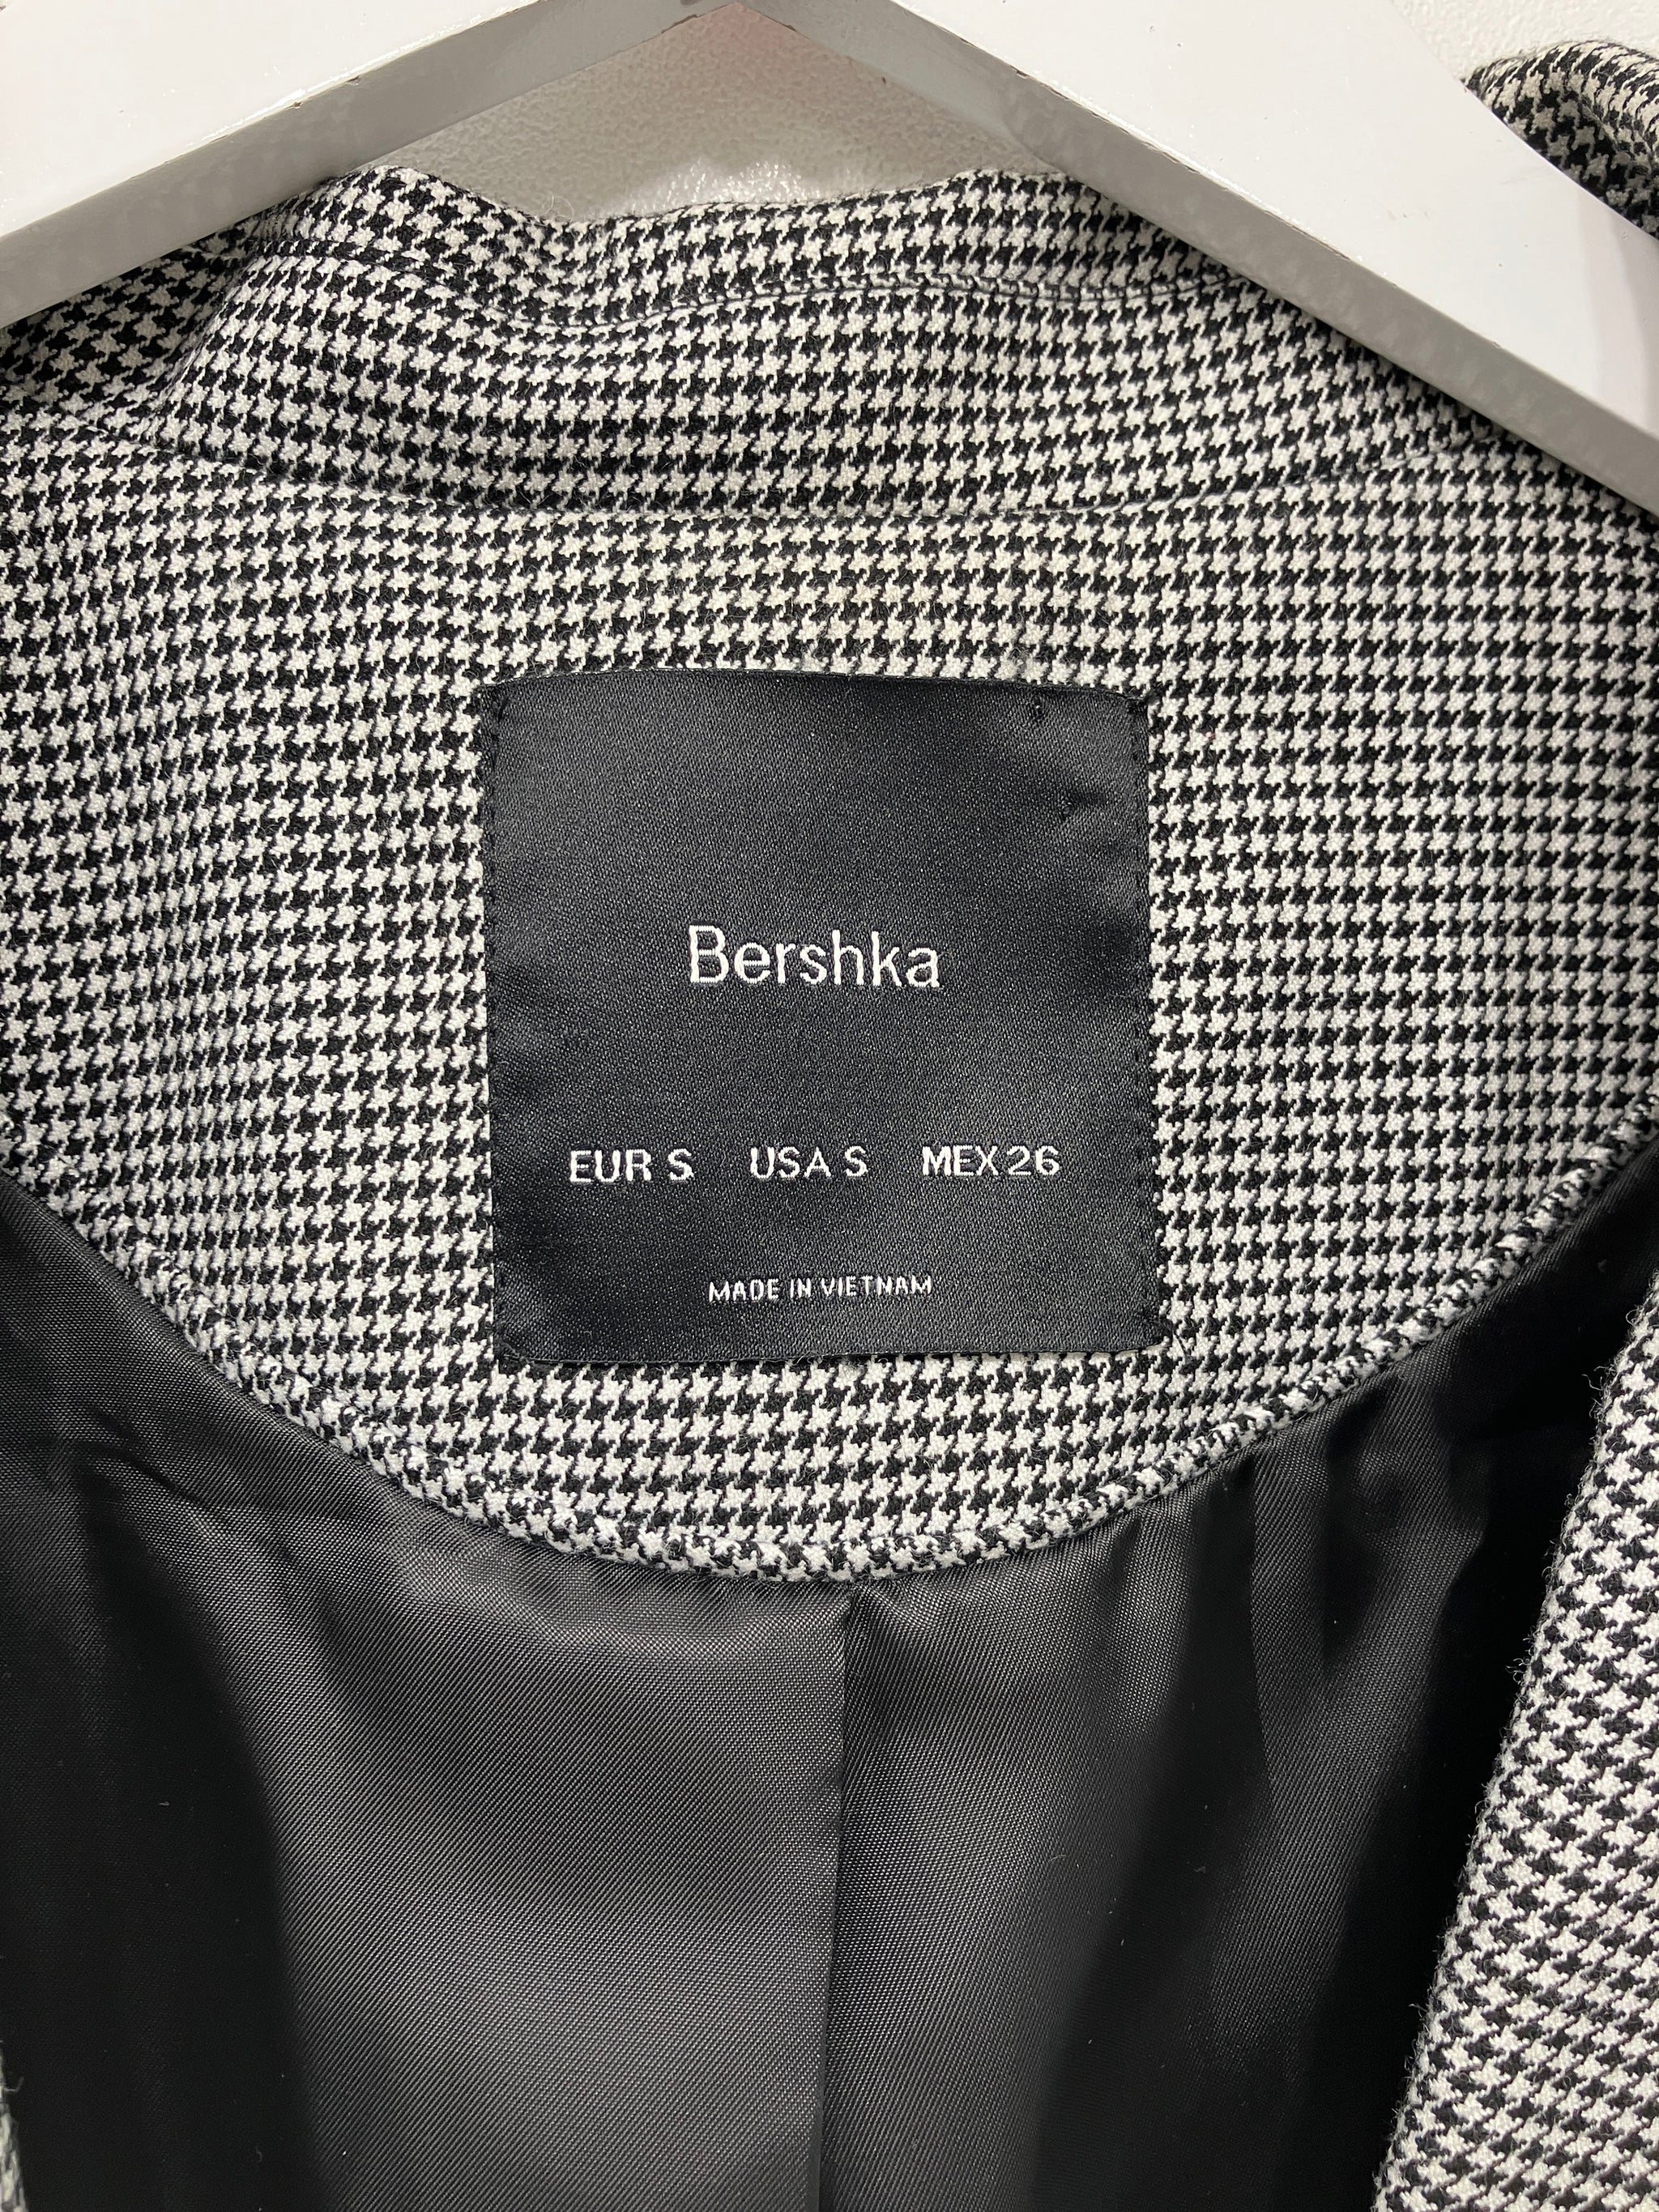 Bershka
EUR S USA S MEX 26
MADE IN VIETNAM